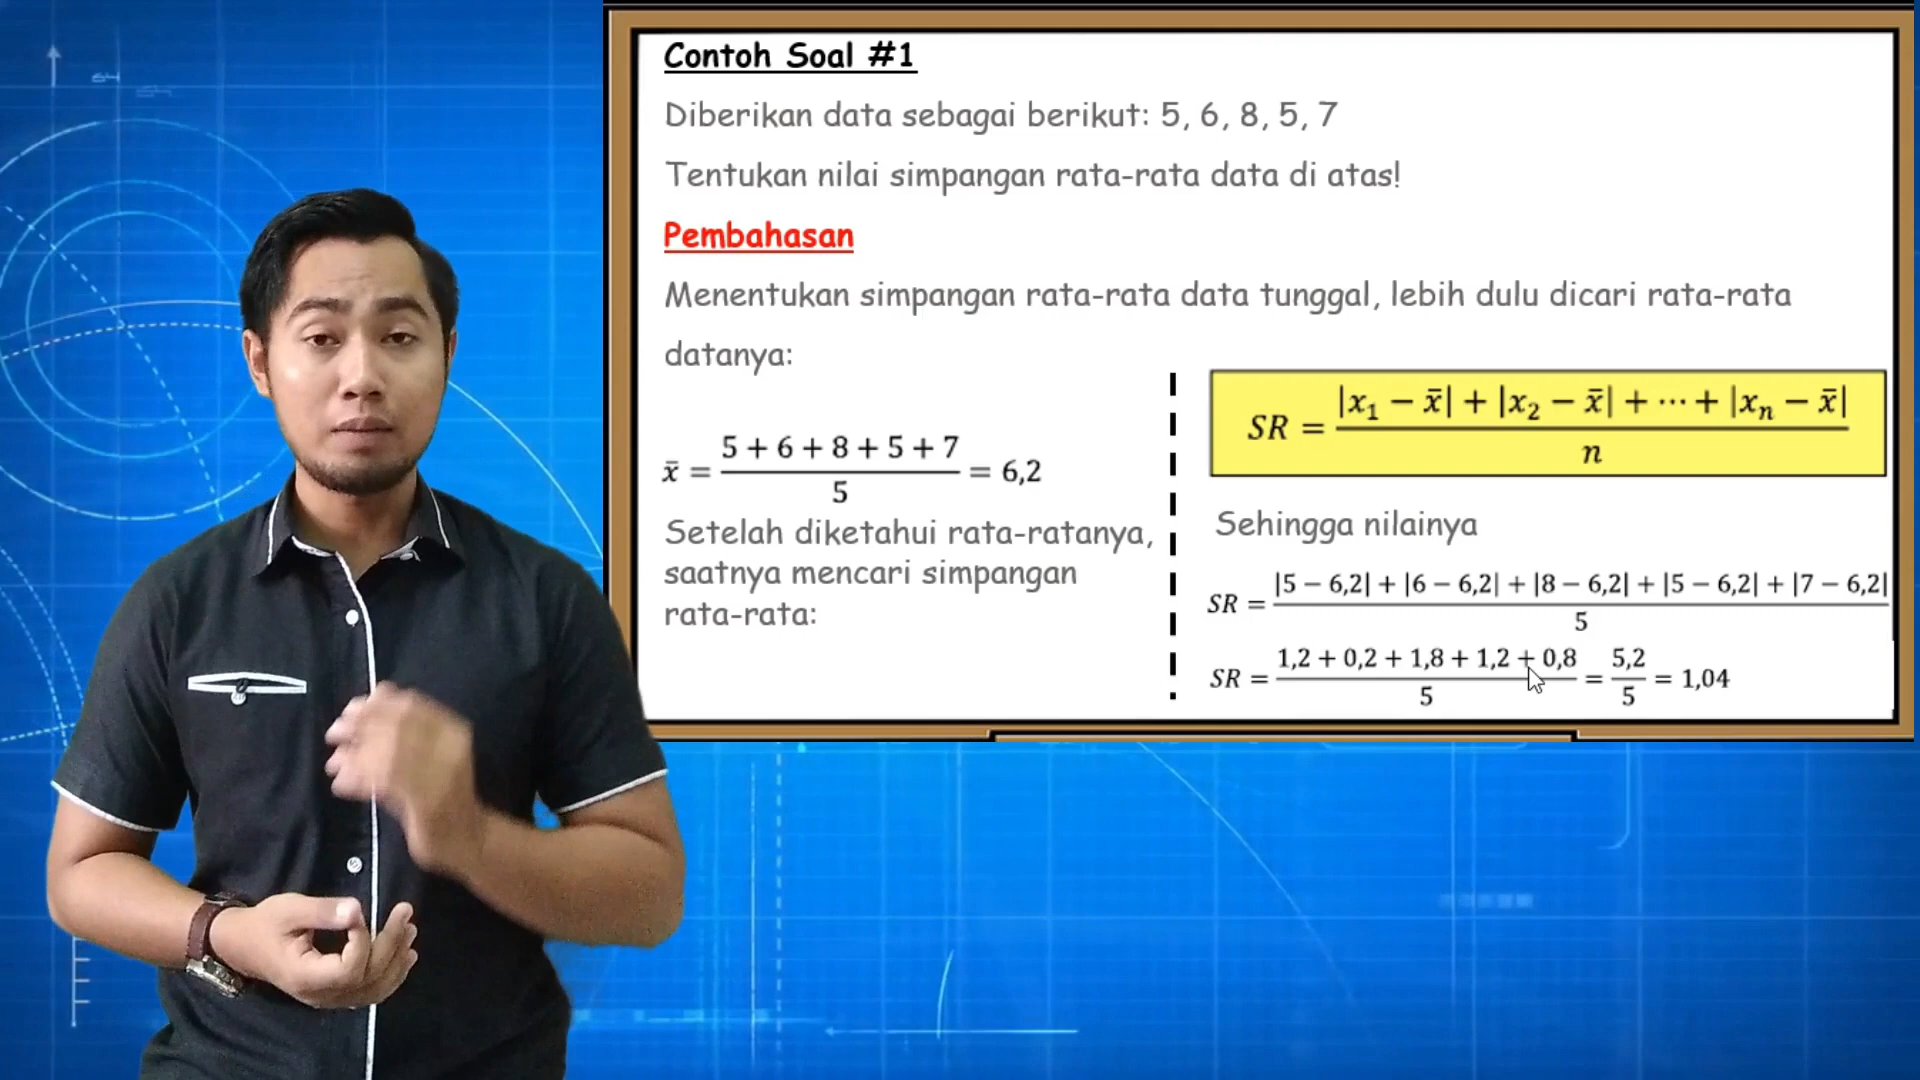 Contoh Soal #1
Diberikan data sebagai berikut: 5, 6, 8, 5, 7
Tentukan nilai simpangan rata-rata data di atas!
Pembahasan
Menentukan simpangan rata-rata data tunggal, lebih dulu dicari rata-rata
datanya:
x̄ = (5 + 6 + 8 + 5 + 7)/5 = 6,2
Setelah diketahui rata-ratanya,
saatnya mencari simpangan
rata-rata:
SR = (|x₁ − x̄| + |x₂ − x̄| + ⋯ + |xₙ − x̄|)/n
Sehingga nilainya
SR = (|5 − 6,2| + |6 − 6,2| + |8 − 6,2| + |5 − 6,2| + |7 − 6,2|)/5
SR = (1,2 + 0,2 + 1,8 + 1,2 + 0,8)/5 = 5,2/5 = 1,04